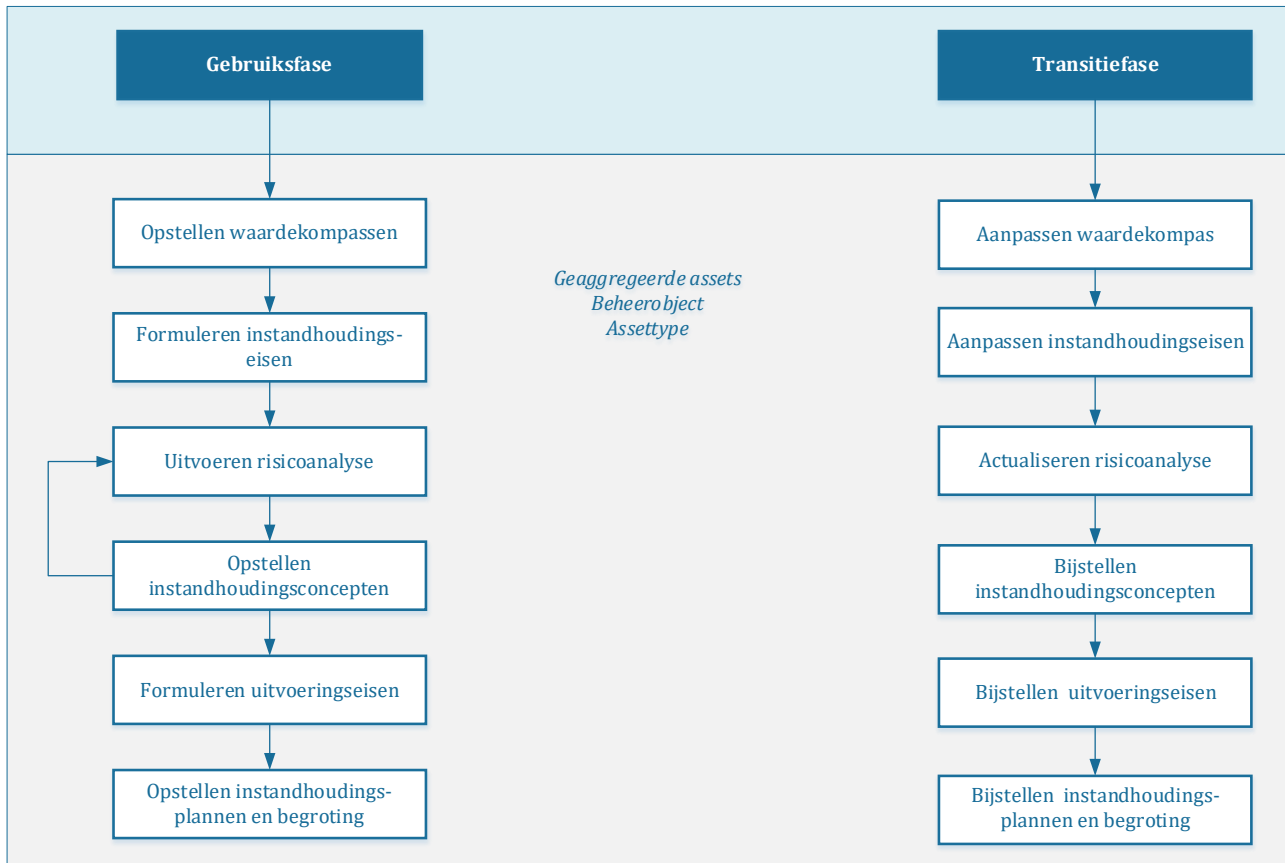 Gebruiksfase
Transitiefase
Opstellen waardekompassen
Formuleren instandhoudings-
eisen
Uitvoeren risicoanalyse
Opstellen
instandhoudingsconcepten
Formuleren uitvoeringseisen
Opstellen instandhoudings-
plannen en begroting
Geaggregeerde assets
Beheerobject
Assettype
Aanpassen waardekompas
Aanpassen instandhoudingseisen
Actualiseren risicoanalyse
Bijstellen
instandhoudingsconcepten
Bijstellen uitvoeringseisen
Bijstellen instandhoudings-
plannen en begroting